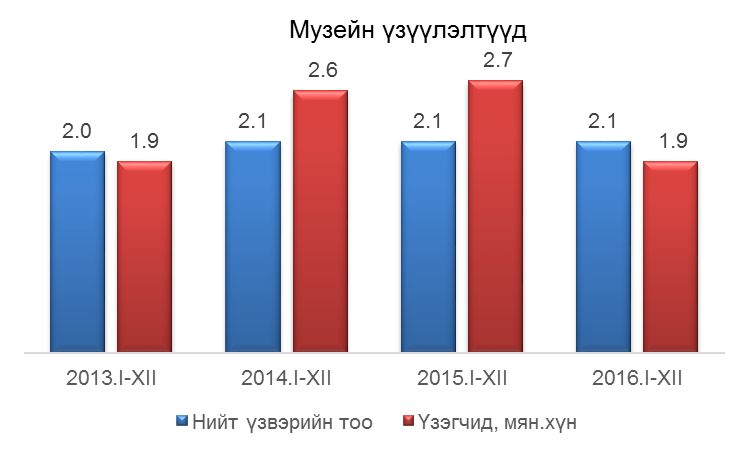 Музейн үзүүлэлтүүд
2.0 1.9 2.6 2.1 2.7 2.1 2.1 1.9
2013.I-XII 2014.I-XII 2015.I-XII 2016.I-XII
Нийт үзвэрийн тоо Үзэгчид, мян.хүн